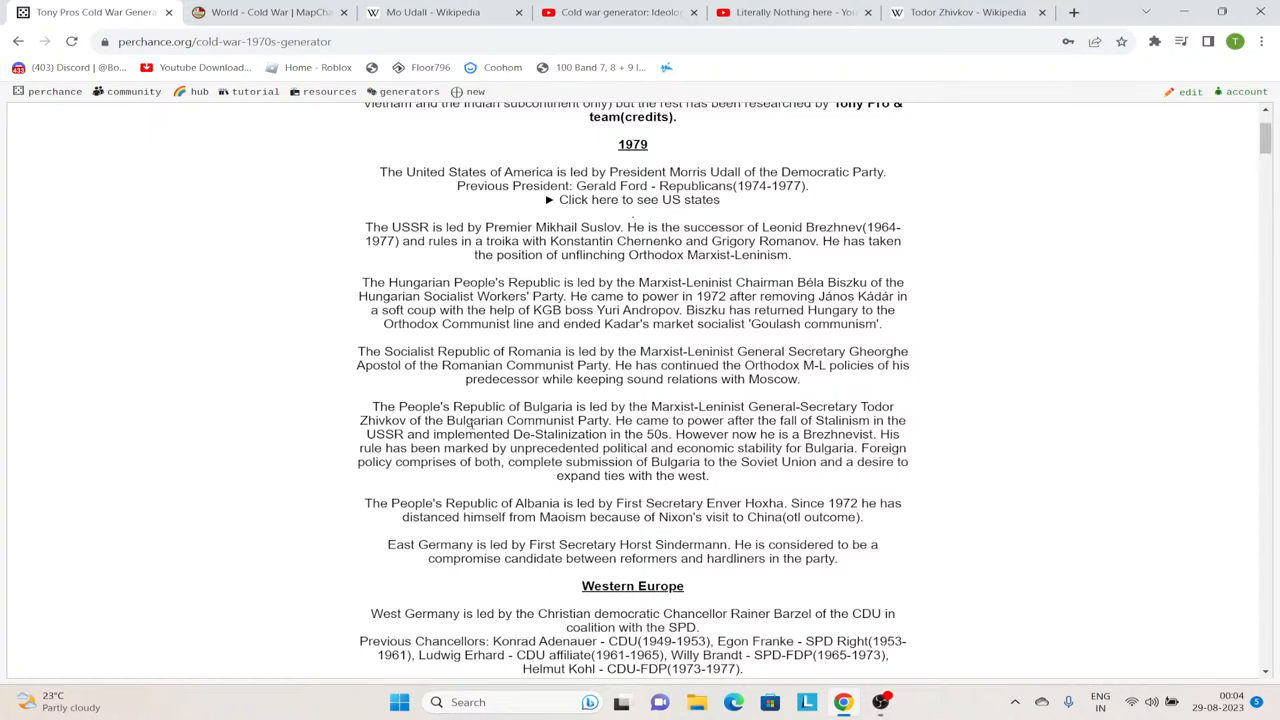 Tony Pros Cold War Gener
World - Cold War | MapCha
Mo Udall - Wikipedia
Cold war generator: Ideolo
Literally Nothing here - You
Todor Zhivkov - Wikipedia
perchance.org/cold-war-1970s-generator
T
(403) Discord | @Bo...
Youtube Download...
Home - Roblox
Floor796
Coohom
100 Band 7, 8 + 9 I...
perchance
community
hub
tutorial
resources
generators
new
edit
account
Vietnam and the Indian subcontinent only) but the rest has been researched by Tony Pro &
team(credits).
1979
The United States of America is led by President Morris Udall of the Democratic Party.
Previous President: Gerald Ford - Republicans(1974-1977).
► Click here to see US states
.
The USSR is led by Premier Mikhail Suslov. He is the successor of Leonid Brezhnev(1964-
1977) and rules in a troika with Konstantin Chernenko and Grigory Romanov. He has taken
the position of unflinching Orthodox Marxist-Leninism.
The Hungarian People's Republic is led by the Marxist-Leninist Chairman Béla Biszku of the
Hungarian Socialist Workers' Party. He came to power in 1972 after removing János Kádár in
a soft coup with the help of KGB boss Yuri Andropov. Biszku has returned Hungary to the
Orthodox Communist line and ended Kadar's market socialist 'Goulash communism'.
The Socialist Republic of Romania is led by the Marxist-Leninist General Secretary Gheorghe
Apostol of the Romanian Communist Party. He has continued the Orthodox M-L policies of his
predecessor while keeping sound relations with Moscow.
The People's Republic of Bulgaria is led by the Marxist-Leninist General-Secretary Todor
Zhivkov of the Bulgarian Communist Party. He came to power after the fall of Stalinism in the
USSR and implemented De-Stalinization in the 50s. However now he is a Brezhnevist. His
rule has been marked by unprecedented political and economic stability for Bulgaria. Foreign
policy comprises of both, complete submission of Bulgaria to the Soviet Union and a desire to
expand ties with the west.
The People's Republic of Albania is led by First Secretary Enver Hoxha. Since 1972 he has
distanced himself from Maoism because of Nixon's visit to China(otl outcome).
East Germany is led by First Secretary Horst Sindermann. He is considered to be a
compromise candidate between reformers and hardliners in the party.
Western Europe
West Germany is led by the Christian democratic Chancellor Rainer Barzel of the CDU in
coalition with the SPD.
Previous Chancellors: Konrad Adenauer - CDU(1949-1953), Egon Franke - SPD Right(1953-
1961), Ludwig Erhard - CDU affiliate(1961-1965), Willy Brandt - SPD-FDP(1965-1973),
Helmut Kohl - CDU-FDP(1973-1977).
23°C
Partly cloudy
Search
L
ENG
IN
00:04
29-08-2023
5